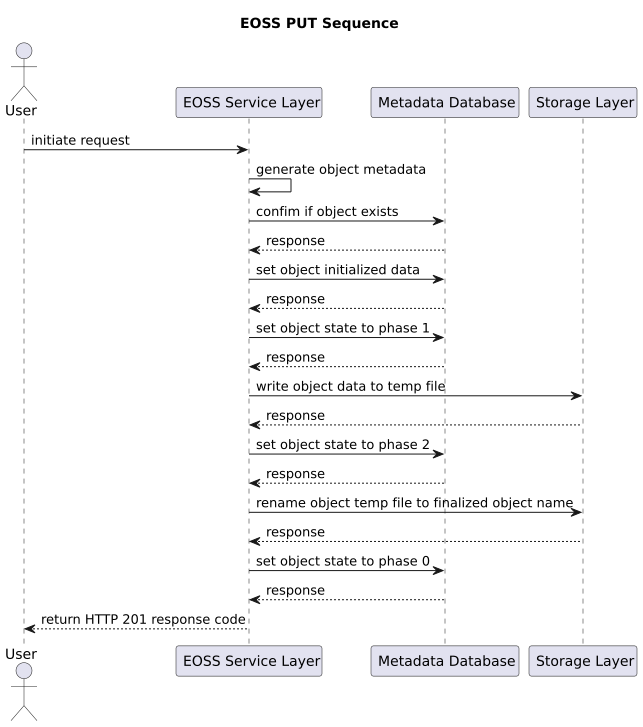 EOSS PUT Sequence
User
EOSS Service Layer
Metadata Database
Storage Layer
initiate request
generate object metadata
confim if object exists
response
set object initialized data
response
set object state to phase 1
response
write object data to temp file
response
set object state to phase 2
response
rename object temp file to finalized object name
response
set object state to phase 0
response
return HTTP 201 response code
User
EOSS Service Layer
Metadata Database
Storage Layer